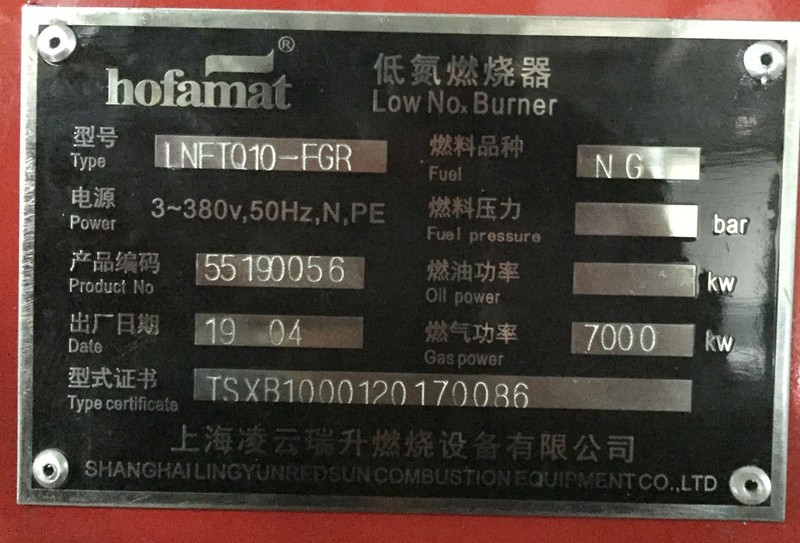 hofamat®
低氮燃烧器
Low Nox Burner
型号 Type LNFTQ10-FGR
燃料品种 Fuel NG
电源 Power 3~380v,50Hz,N,PE
燃料压力 Fuel pressure bar
产品编码 Product No 55190056
燃油功率 Oil power kw
出厂日期 Date 19 04
燃气功率 Gas power 7000 kw
型式证书 Type certificate TSXB1000120170086
上海凌云瑞升燃烧设备有限公司
SHANGHAILINGYUNREDSUN COMBUSTION EQUIPMENT CO.,LTD